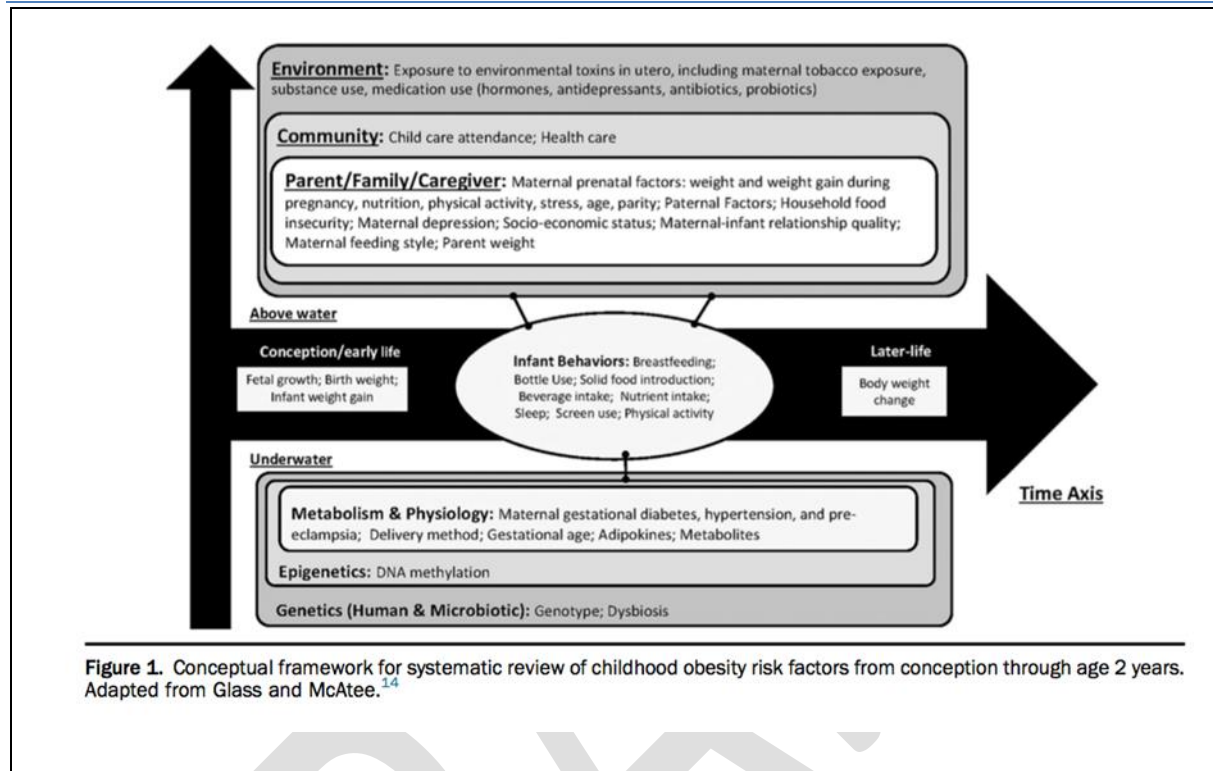 Environment: Exposure to environmental toxins in utero, including maternal tobacco exposure,
substance use, medication use (hormones, antidepressants, antibiotics, probiotics)
Community: Child care attendance; Health care
Parent/Family/Caregiver: Maternal prenatal factors: weight and weight gain during
pregnancy, nutrition, physical activity, stress, age, parity; Paternal Factors; Household food
insecurity; Maternal depression; Socio-economic status; Maternal-infant relationship quality;
Maternal feeding style; Parent weight
Above water
Conception/early life
Fetal growth; Birth weight;
Infant weight gain
Infant Behaviors: Breastfeeding;
Bottle Use; Solid food introduction;
Beverage intake; Nutrient intake;
Sleep; Screen use; Physical activity
Later-life
Body weight
change
Underwater
Time Axis
Metabolism & Physiology: Maternal gestational diabetes, hypertension, and pre-
eclampsia; Delivery method; Gestational age; Adipokines; Metabolites
Epigenetics: DNA methylation
Genetics (Human & Microbiotic): Genotype; Dysbiosis
Figure 1. Conceptual framework for systematic review of childhood obesity risk factors from conception through age 2 years.
Adapted from Glass and McAtee.14